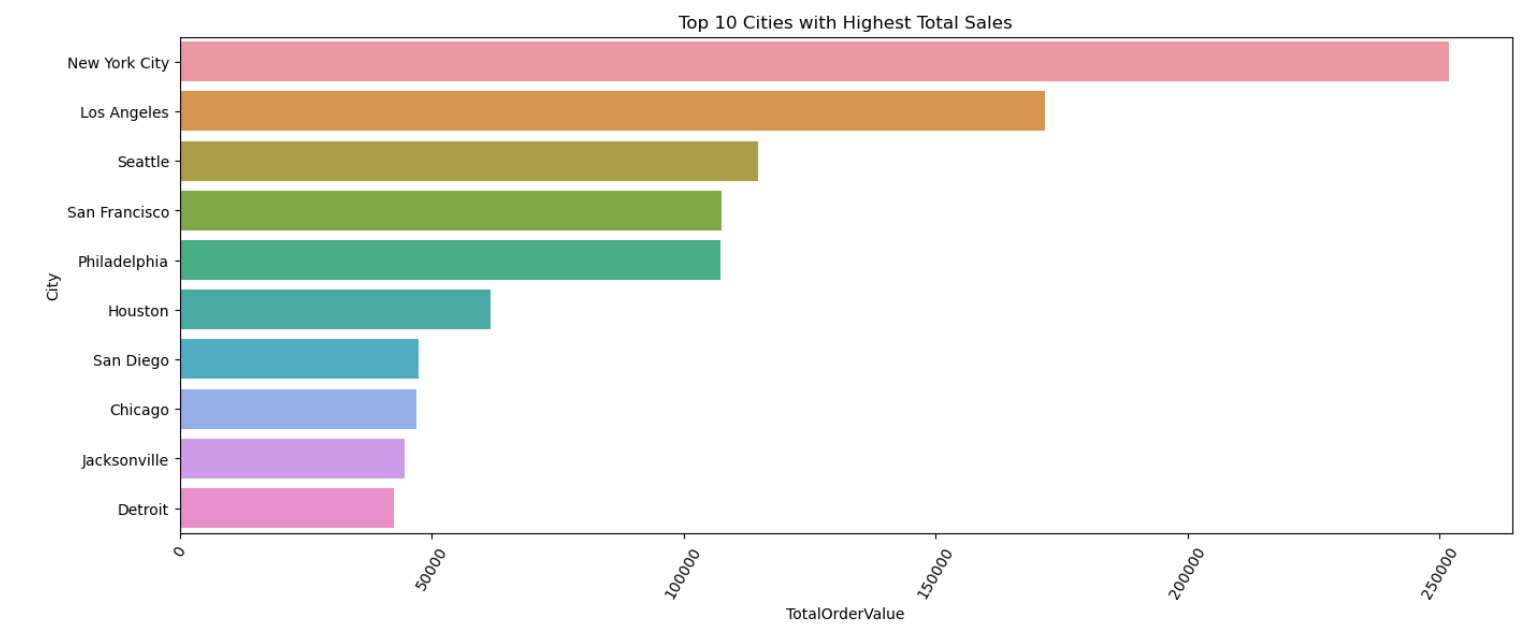 Top 10 Cities with Highest Total Sales
City
New York City
Los Angeles
Seattle
San Francisco
Philadelphia
Houston
San Diego
Chicago
Jacksonville
Detroit
0
50000
100000
150000
200000
250000
TotalOrderValue